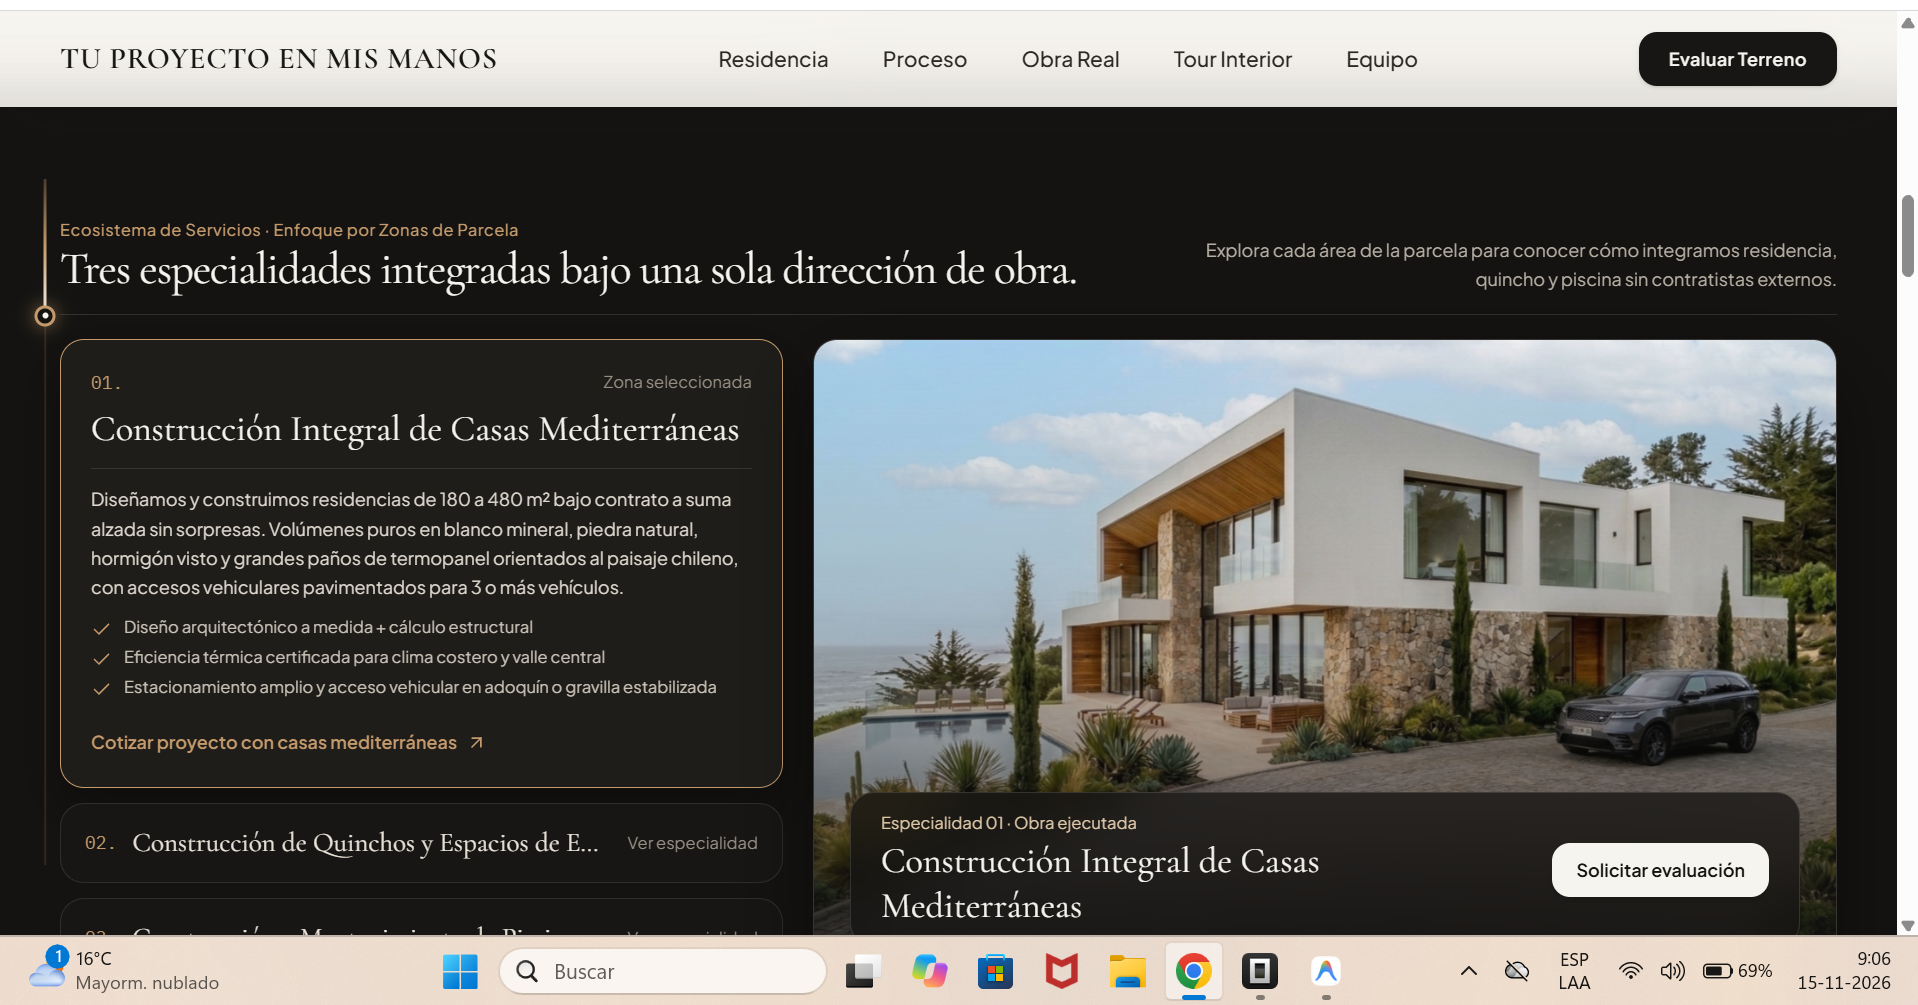 TU PROYECTO EN MIS MANOS
Residencia
Proceso
Obra Real
Tour Interior
Equipo
Evaluar Terreno
Ecosistema de Servicios · Enfoque por Zonas de Parcela
Tres especialidades integradas bajo una sola dirección de obra.
Explora cada área de la parcela para conocer cómo integramos residencia,
quincho y piscina sin contratistas externos.
01.
Zona seleccionada
Construcción Integral de Casas Mediterráneas
Diseñamos y construimos residencias de 180 a 480 m² bajo contrato a suma
alzada sin sorpresas. Volúmenes puros en blanco mineral, piedra natural,
hormigón visto y grandes paños de termopanel orientados al paisaje chileno,
con accesos vehiculares pavimentados para 3 o más vehículos.
Diseño arquitectónico a medida + cálculo estructural
Eficiencia térmica certificada para clima costero y valle central
Estacionamiento amplio y acceso vehicular en adoquín o gravilla estabilizada
Cotizar proyecto con casas mediterráneas
02.
Construcción de Quinchos y Espacios de E...
Ver especialidad
Especialidad 01 · Obra ejecutada
Construcción Integral de Casas
Mediterráneas
Solicitar evaluación
1
16°C
Mayorm. nublado
Buscar
ESP
LAA
69%
9:06
15-11-2026